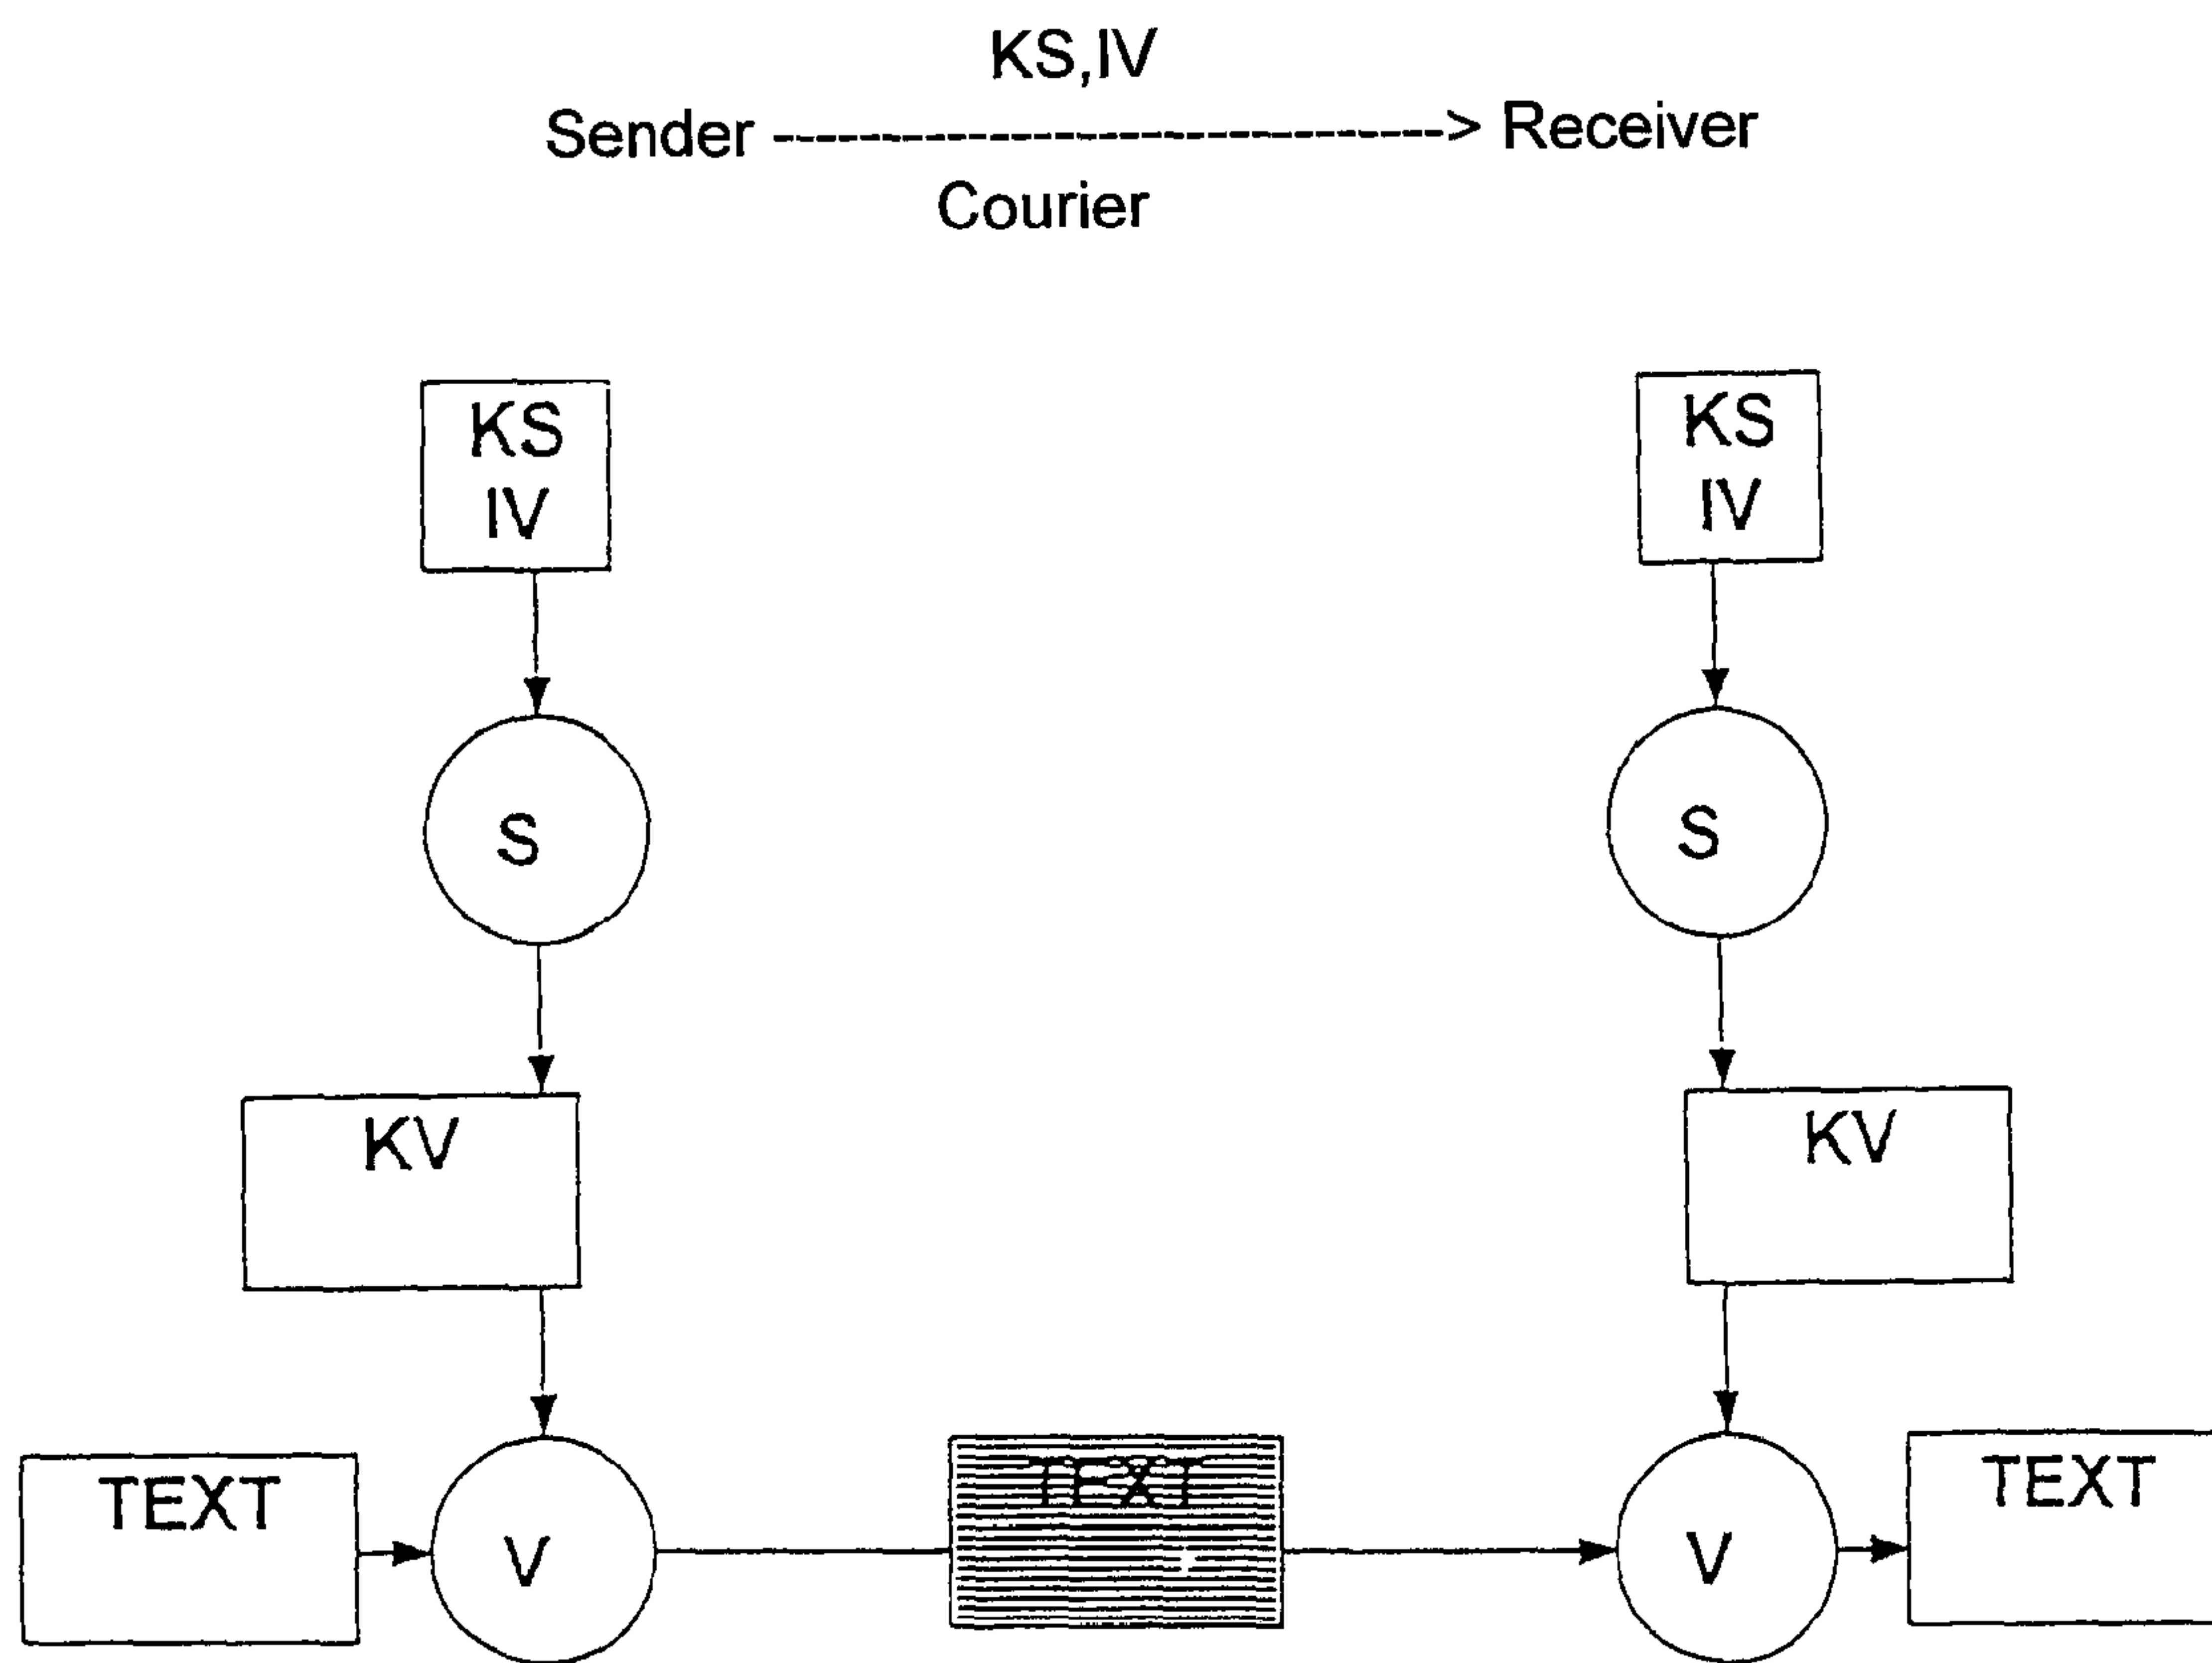 KS,IV
Sender ----------------------------> Receiver
Courier
KS
IV
KS
IV
S
S
KV
KV
TEXT
V
TEXT
V
TEXT